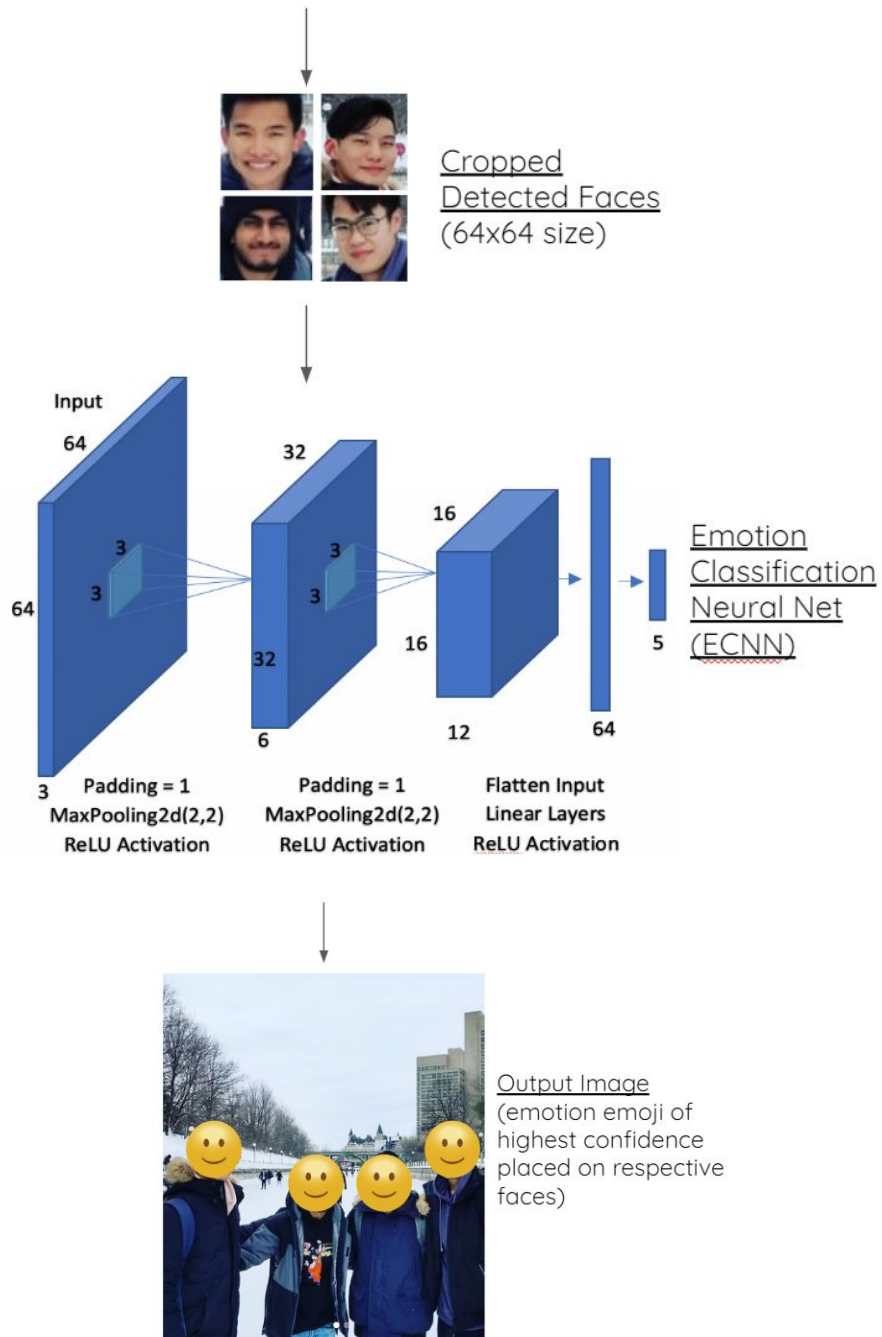 Cropped
Detected Faces
(64x64 size)
Input
64
32
16
3
3
3
3
64
32
16
5
3
6
12
64
Emotion
Classification
Neural Net
(ECNN)
Padding = 1
MaxPooling2d(2,2)
ReLU Activation
Padding = 1
MaxPooling2d(2,2)
ReLU Activation
Flatten Input
Linear Layers
ReLU Activation
Output Image
(emotion emoji of
highest confidence
placed on respective
faces)